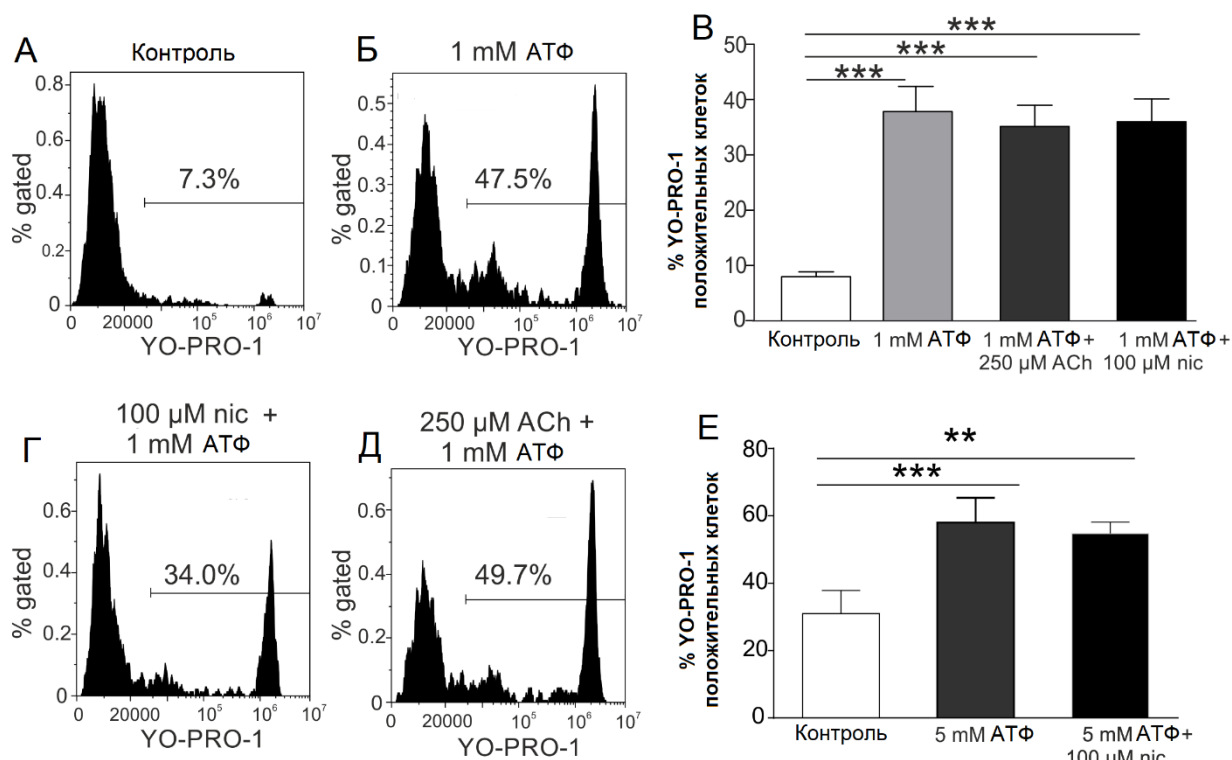 А
Контроль
% gated
0.8
0.6
0.4
0.2
0
7.3%
0 20000 10⁵ 10⁶ 10⁷
YO-PRO-1
Б
1 mM АТФ
% gated
0.5
0.4
0.3
0.2
0.1
0
47.5%
0 20000 10⁵ 10⁶ 10⁷
YO-PRO-1
В
% YO-PRO-1
положительных клеток
50
40
30
20
10
0
***
***
***
Контроль
1 mM АТФ
1 mM АТФ+
250 µM ACh
1 mM АТФ+
100 µM nic
Г
100 µM nic +
1 mM АТФ
% gated
0.6
0.4
0.2
0
34.0%
0 20000 10⁵ 10⁶ 10⁷
YO-PRO-1
Д
250 µM ACh +
1 mM АТФ
% gated
0.6
0.4
0.2
0
49.7%
0 20000 10⁵ 10⁶ 10⁷
YO-PRO-1
Е
% YO-PRO-1
положительных клеток
80
60
40
20
0
**
***
Контроль
5 mM АТФ
5 mM АТФ+
100 µM nic